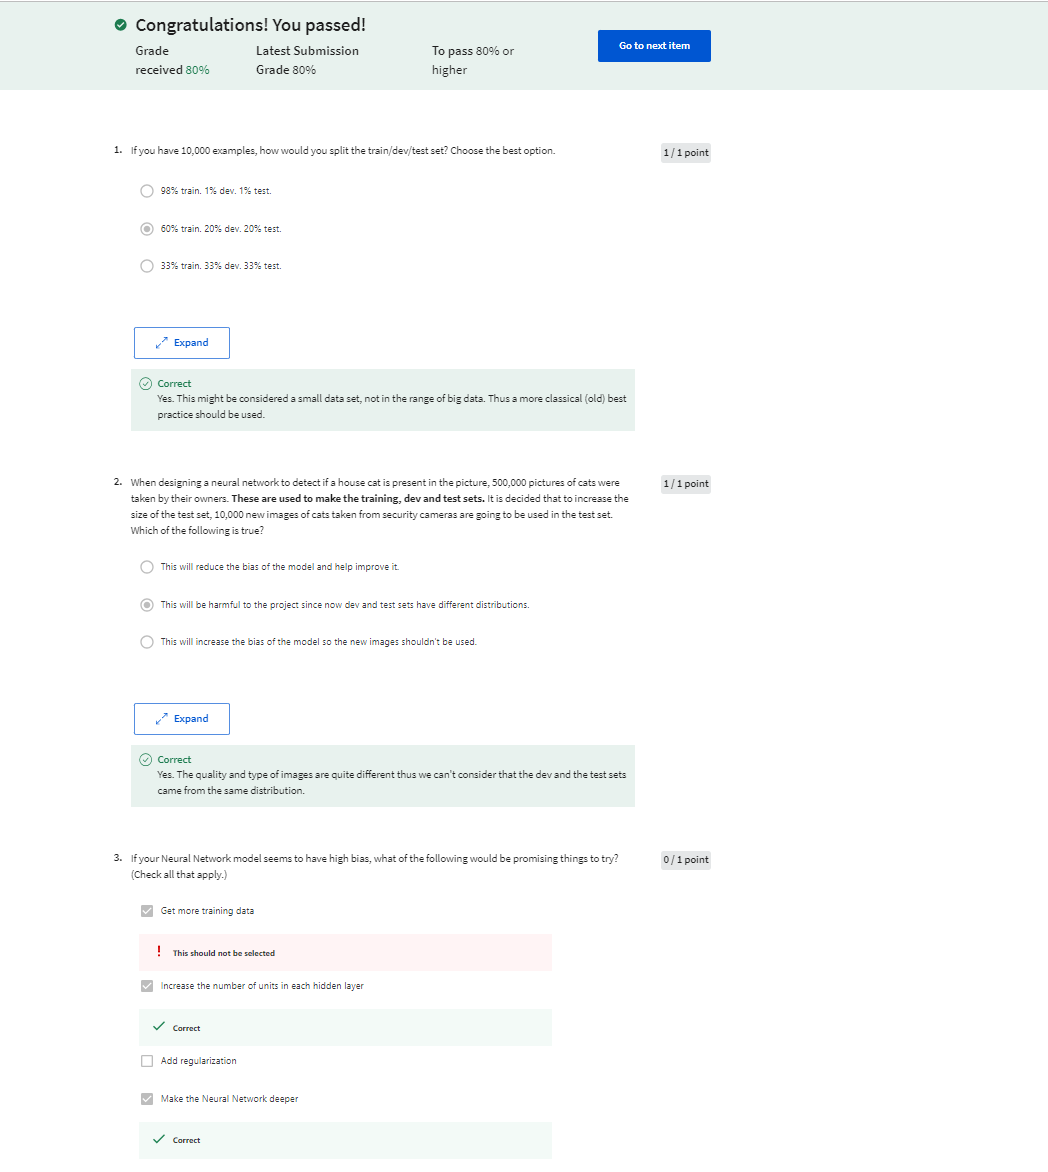 Congratulations! You passed!
Grade received 80%
Latest Submission Grade 80%
To pass 80% or higher
Go to next item
1. If you have 10,000 examples, how would you split the train/dev/test set? Choose the best option.
1 / 1 point
98% train. 1% dev. 1% test.
60% train. 20% dev. 20% test.
33% train. 33% dev. 33% test.
Expand
Correct
Yes. This might be considered a small data set, not in the range of big data. Thus a more classical (old) best
practice should be used.
2. When designing a neural network to detect if a house cat is present in the picture, 500,000 pictures of cats were
taken by their owners. These are used to make the training, dev and test sets. It is decided that to increase the
size of the test set, 10,000 new images of cats taken from security cameras are going to be used in the test set.
Which of the following is true?
1 / 1 point
This will reduce the bias of the model and help improve it.
This will be harmful to the project since now dev and test sets have different distributions.
This will increase the bias of the model so the new images shouldn't be used.
Expand
Correct
Yes. The quality and type of images are quite different thus we can't consider that the dev and the test sets
came from the same distribution.
3. If your Neural Network model seems to have high bias, what of the following would be promising things to try?
(Check all that apply.)
0 / 1 point
Get more training data
! This should not be selected
Increase the number of units in each hidden layer
Correct
Add regularization
Make the Neural Network deeper
Correct